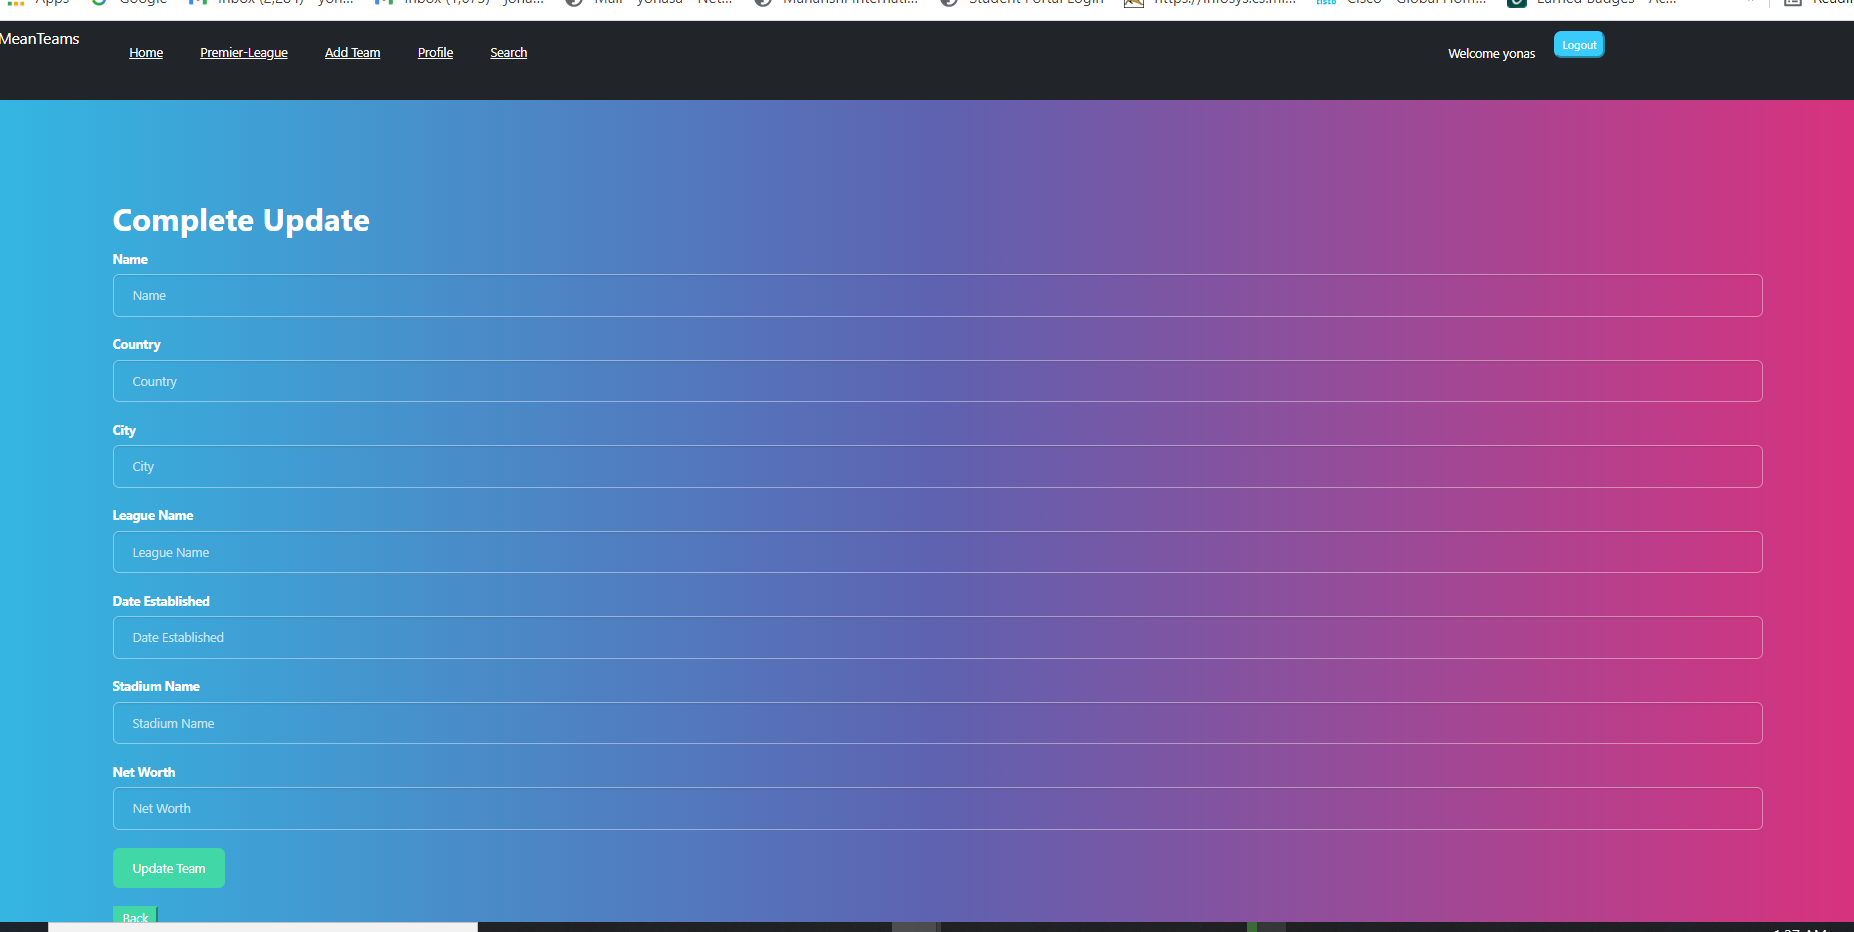 MeanTeams
Home Premier-League Add Team Profile Search Welcome yonas Logout
Complete Update
Name
Name
Country
Country
City
City
League Name
League Name
Date Established
Date Established
Stadium Name
Stadium Name
Net Worth
Net Worth
Update Team
Back